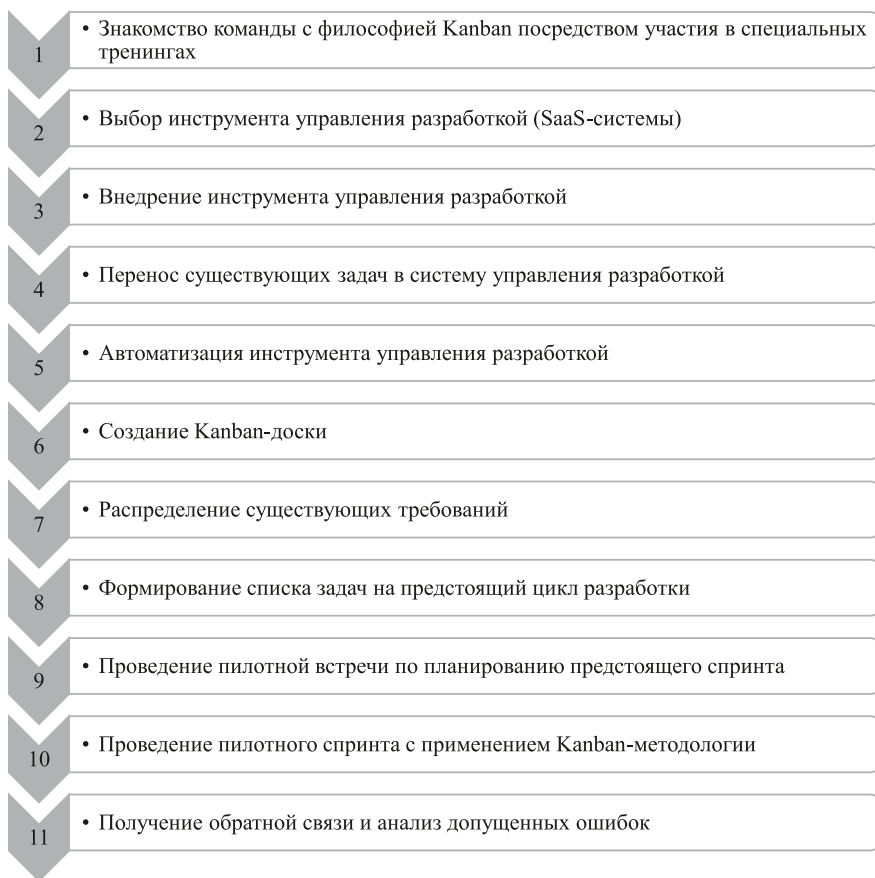 1
• Знакомство команды с философией Kanban посредством участия в специальных
тренингах
2
• Выбор инструмента управления разработкой (SaaS-системы)
3
• Внедрение инструмента управления разработкой
4
• Перенос существующих задач в систему управления разработкой
5
• Автоматизация инструмента управления разработкой
6
• Создание Kanban-доски
7
• Распределение существующих требований
8
• Формирование списка задач на предстоящий цикл разработки
9
• Проведение пилотной встречи по планированию предстоящего спринта
10
• Проведение пилотного спринта с применением Kanban-методологии
11
• Получение обратной связи и анализ допущенных ошибок